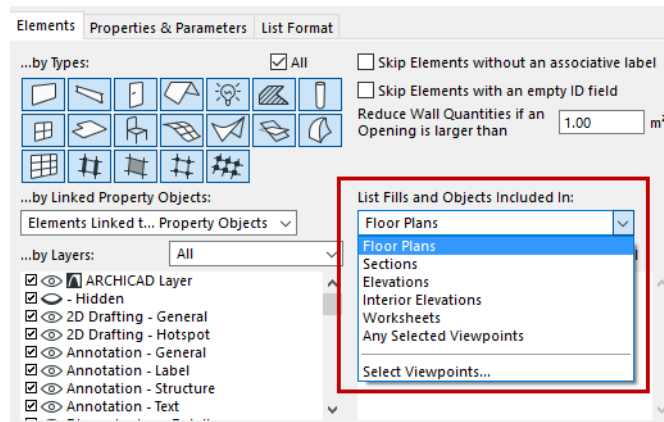 Elements Properties & Parameters List Format
...by Types:
All
Skip Elements without an associative label
Skip Elements with an empty ID field
Reduce Wall Quantities if an
Opening is larger than
1.00
m²
...by Linked Property Objects:
Elements Linked t... Property Objects
...by Layers:
All
ARCHICAD Layer
- Hidden
2D Drafting - General
2D Drafting - Hotspot
Annotation - General
Annotation - Label
Annotation - Structure
Annotation - Text
List Fills and Objects Included In:
Floor Plans
Floor Plans
Sections
Elevations
Interior Elevations
Worksheets
Any Selected Viewpoints
Select Viewpoints...